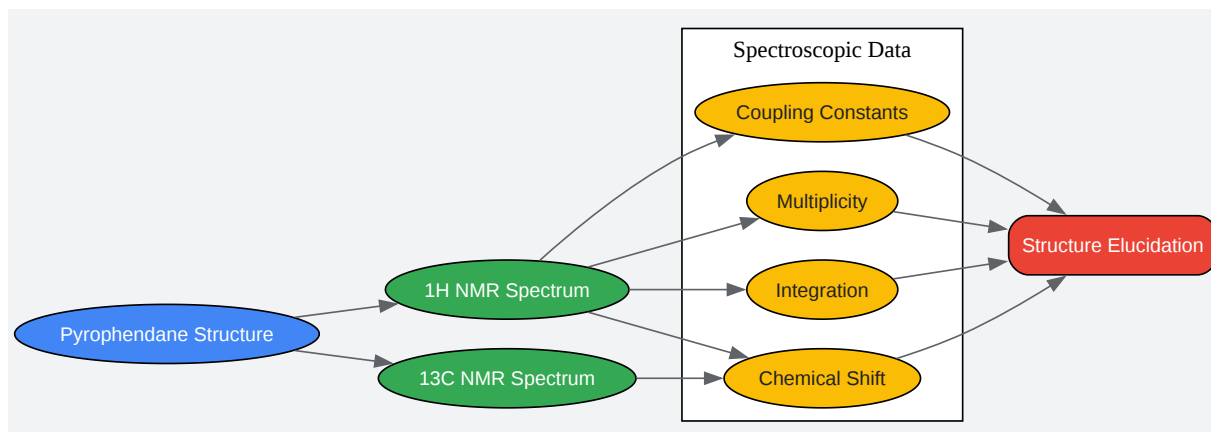 Spectroscopic Data
Coupling Constants
Multiplicity
Structure Elucidation
1H NMR Spectrum
Integration
Pyrophendane Structure
13C NMR Spectrum
Chemical Shift